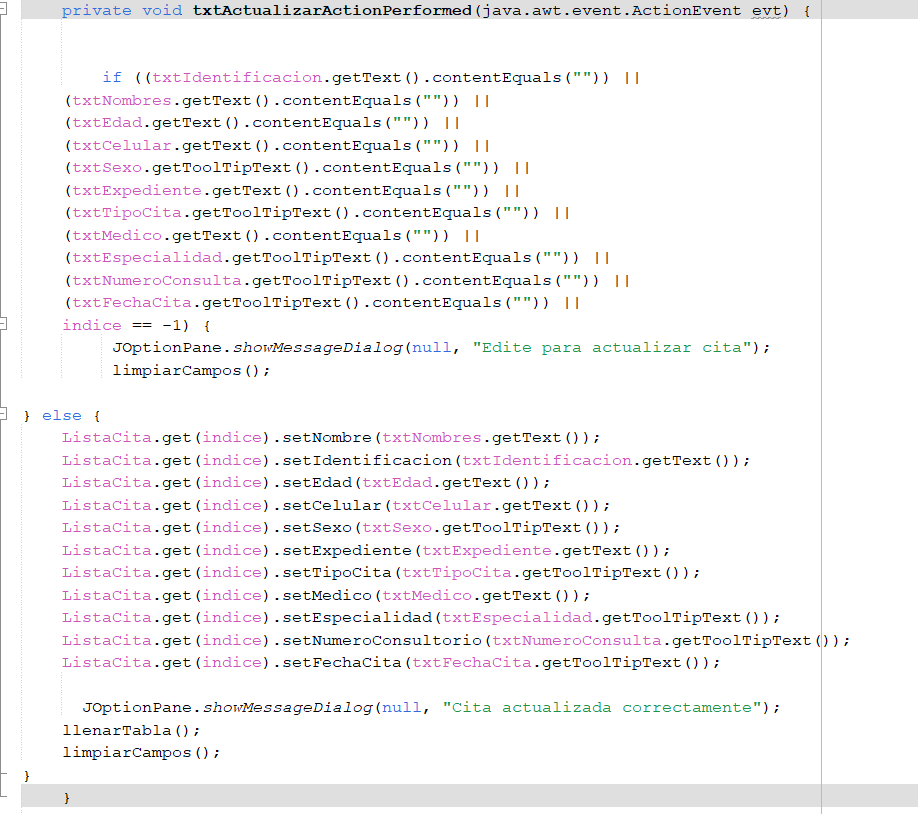 private void txtActualizarActionPerformed(java.awt.event.ActionEvent evt) {
if ((txtIdentificacion.getText().contentEquals("")) ||
(txtNombres.getText().contentEquals("")) ||
(txtEdad.getText().contentEquals("")) ||
(txtCelular.getText().contentEquals("")) ||
(txtSexo.getToolTipText().contentEquals("")) ||
(txtExpediente.getText().contentEquals("")) ||
(txtTipoCita.getToolTipText().contentEquals("")) ||
(txtMedico.getText().contentEquals("")) ||
(txtEspecialidad.getToolTipText().contentEquals("")) ||
(txtNumeroConsulta.getToolTipText().contentEquals("")) ||
(txtFechaCita.getToolTipText().contentEquals("")) ||
indice == -1) {
JOptionPane.showMessageDialog(null, "Edite para actualizar cita");
limpiarCampos();
} else {
ListaCita.get(indice).setNombre(txtNombres.getText());
ListaCita.get(indice).setIdentificacion(txtIdentificacion.getText());
ListaCita.get(indice).setEdad(txtEdad.getText());
ListaCita.get(indice).setCelular(txtCelular.getText());
ListaCita.get(indice).setSexo(txtSexo.getToolTipText());
ListaCita.get(indice).setExpediente(txtExpediente.getText());
ListaCita.get(indice).setTipoCita(txtTipoCita.getToolTipText());
ListaCita.get(indice).setMedico(txtMedico.getText());
ListaCita.get(indice).setEspecialidad(txtEspecialidad.getToolTipText());
ListaCita.get(indice).setNumeroConsultorio(txtNumeroConsulta.getToolTipText());
ListaCita.get(indice).setFechaCita(txtFechaCita.getToolTipText());
JOptionPane.showMessageDialog(null, "Cita actualizada correctamente");
llenarTabla();
limpiarCampos();
}
}